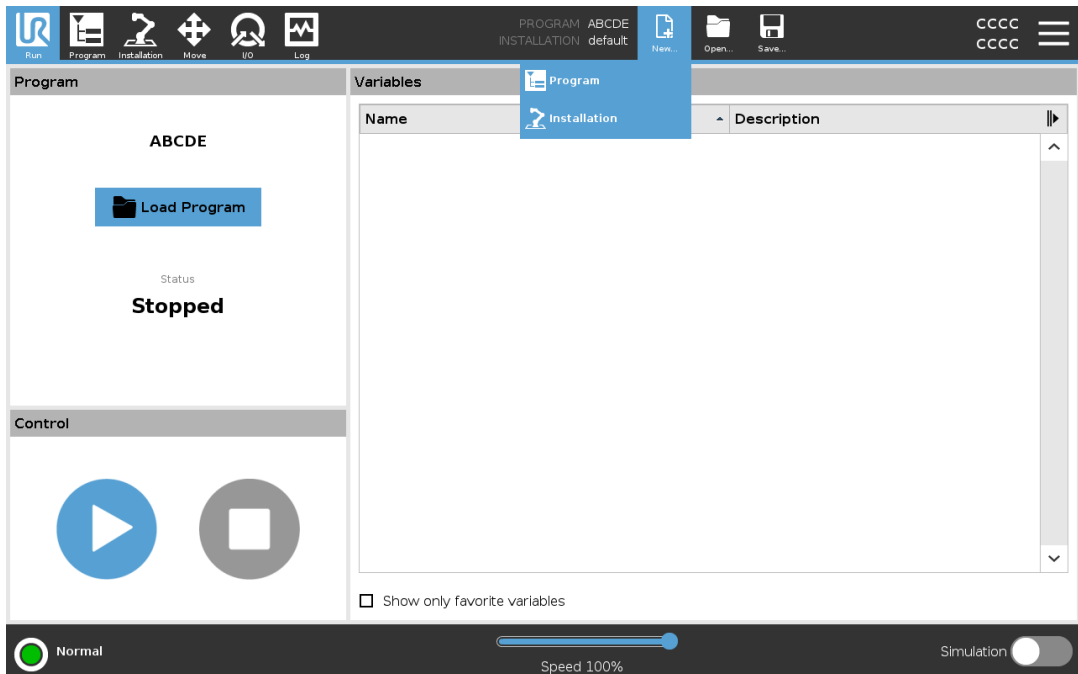 PROGRAM ABCDE
INSTALLATION default
CCCC
CCCC
Run
Program
Installation
Move
I/O
Log
New...
Open...
Save...
Program
Installation
Program
Variables
ABCDE
Load Program
Status
Stopped
Name
Description
Control
Show only favorite variables
Normal
Speed 100%
Simulation